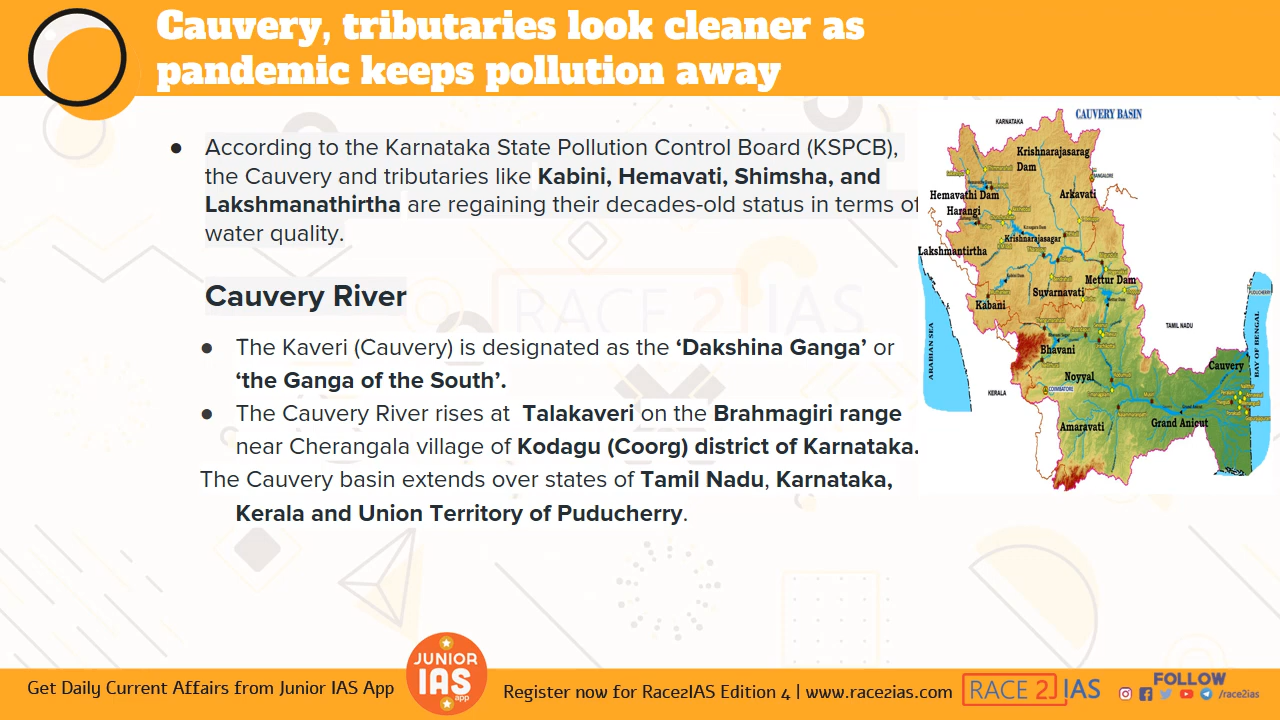 Cauvery, tributaries look cleaner as
pandemic keeps pollution away
According to the Karnataka State Pollution Control Board (KSPCB),
the Cauvery and tributaries like Kabini, Hemavati, Shimsha, and
Lakshmanathirtha are regaining their decades-old status in terms of
water quality.
Cauvery River
RACE 2 IAS
The Kaveri (Cauvery) is designated as the ‘Dakshina Ganga’ or
‘the Ganga of the South’.
The Cauvery River rises at Talakaveri on the Brahmagiri range
near Cherangala village of Kodagu (Coorg) district of Karnataka.
The Cauvery basin extends over states of Tamil Nadu, Karnataka,
Kerala and Union Territory of Puducherry.
CAUVERY BASIN
KARNATAKA
Krishnarajasarag
Dam
BANGALORE
Hemavathi Dam
Arkavati
Harangi
Krishnarajasagar
Lakshmantirtha
Mettur Dam
Suvarnavati
Kabani
PUDUCHERRY
TAMIL NADU
ARABIAN SEA
BAY OF BENGAL
Bhavani
Cauvery
Noyyal
KERALA
COIMBATORE
Grand Anicut
Amaravati
Get Daily Current Affairs from Junior IAS App
JUNIOR
IAS
app
Register now for Race2IAS Edition 4 | www.race2ias.com
RACE 2 IAS
FOLLOW
/race2ias